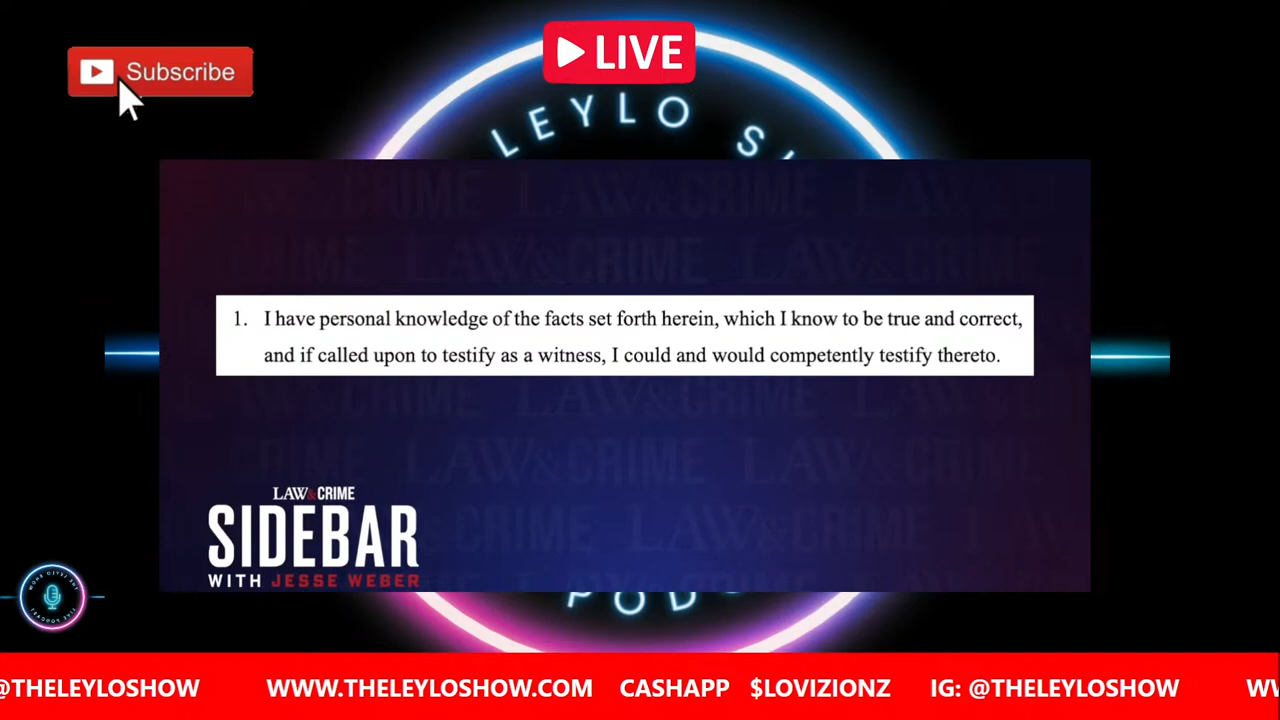 Subscribe
LIVE
LEYLO
LAW&CRIME
1. I have personal knowledge of the facts set forth herein, which I know to be true and correct,
and if called upon to testify as a witness, I could and would competently testify thereto.
LAW&CRIME
SIDEBAR
WITH JESSE WEBER
@THELEYLOSHOW WWW.THELEYLOSHOW.COM CASHAPP $LOVIZIONZ IG: @THELEYLOSHOW